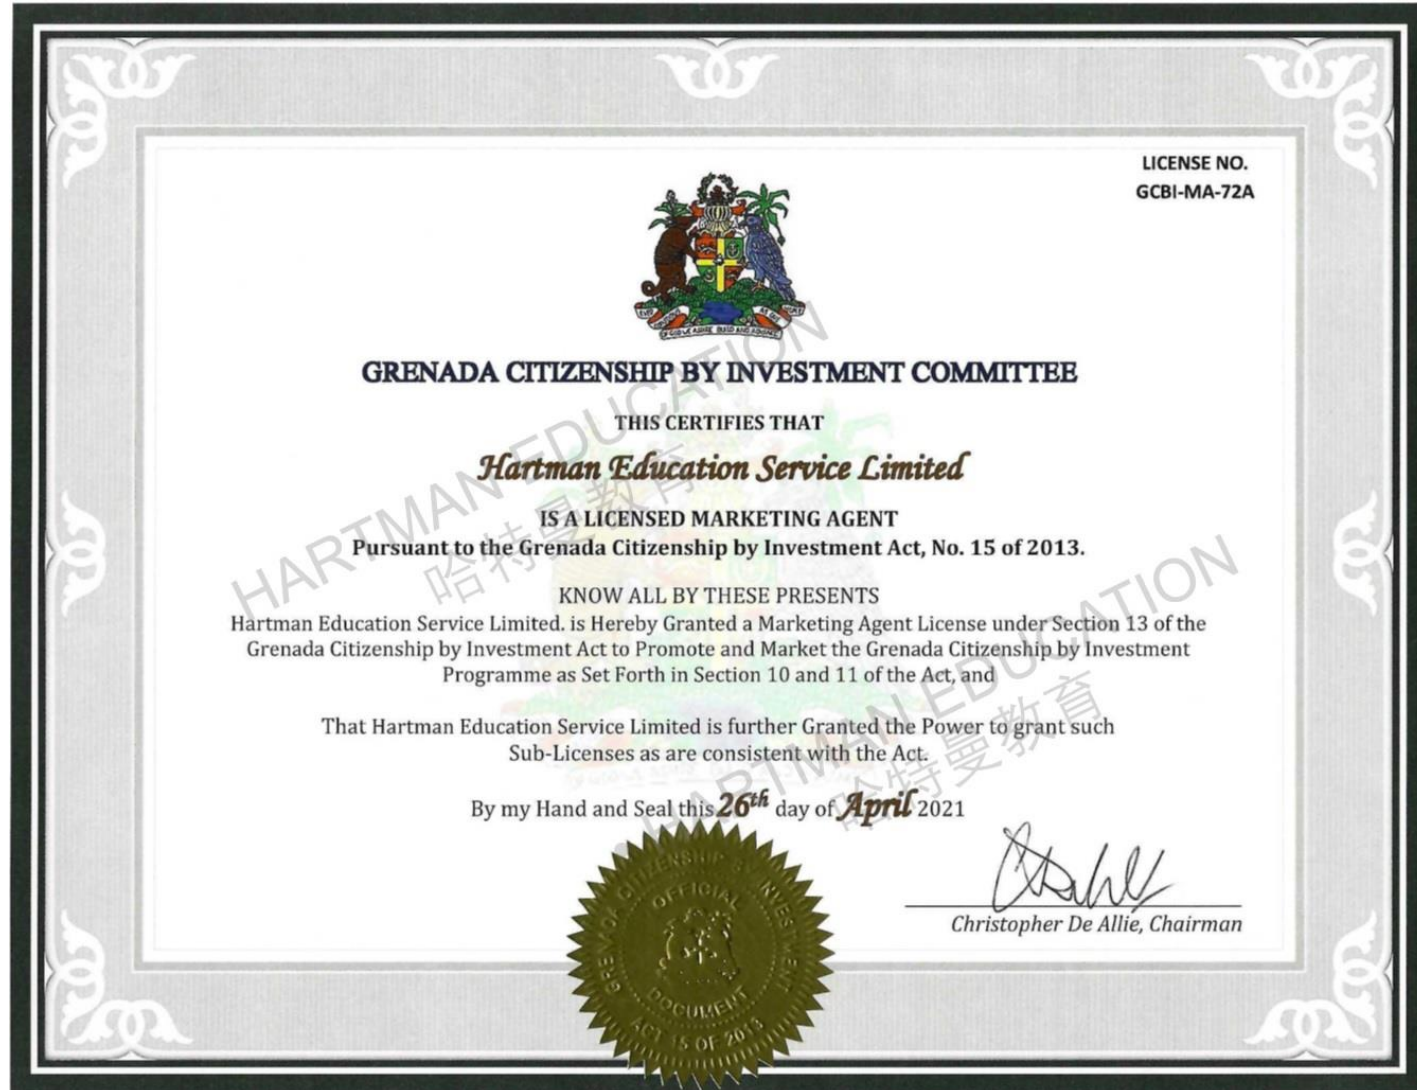 LICENSE NO.
GCBI-MA-72A
GRENADA CITIZENSHIP BY INVESTMENT COMMITTEE
THIS CERTIFIES THAT
Hartman Education Service Limited
IS A LICENSED MARKETING AGENT
Pursuant to the Grenada Citizenship by Investment Act, No. 15 of 2013.
KNOW ALL BY THESE PRESENTS
Hartman Education Service Limited. is Hereby Granted a Marketing Agent License under Section 13 of the
Grenada Citizenship by Investment Act to Promote and Market the Grenada Citizenship by Investment
Programme as Set Forth in Section 10 and 11 of the Act, and
That Hartman Education Service Limited is further Granted the Power to grant such
Sub-Licenses as are consistent with the Act.
By my Hand and Seal this 26th day of April 2021
Christopher De Allie, Chairman
CITIZENSHIP BY INVESTMENT
OFFICIAL
DOCUMENT
ACT 15 OF 2013
HARTMAN EDUCATION
哈特曼教育
HARTMAN EDUCATION
哈特曼教育